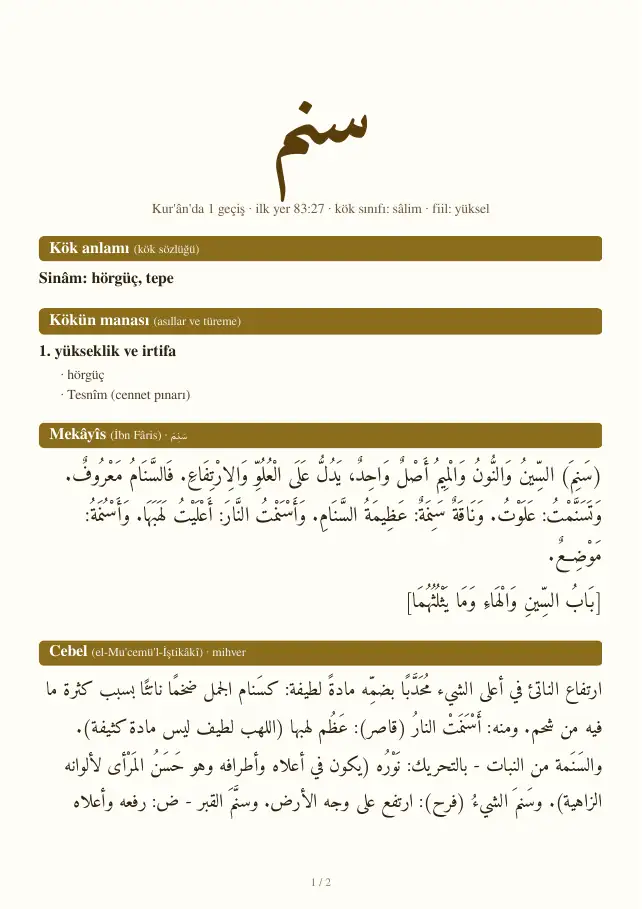 سنم
Kur'ân'da 1 geçiş · ilk yer 83:27 · kök sınıfı: sâlim · fiil: yüksel
Kök anlamı (kök sözlüğü)
Sinâm: hörgüç, tepe
Kökün manası (asıllar ve türeme)
1. yükseklik ve irtifa
· hörgüç
· Tesnîm (cennet pınarı)
Mekâyîs (İbn Fâris) · سَنِمَ
(سَنِمَ) السِّينُ وَالنُّونُ وَالْمِيمُ أَصْلٌ وَاحِدٌ، يَدُلُّ عَلَى الْعُلُوِّ وَالِارْتِفَاعِ. فَالسَّنَامُ مَعْرُوفٌ.
وَتَسَنَّمْتُ: عَلَوْتُ. وَنَاقَةٌ سَنِمَةٌ: عَظِيمَةُ السَّنَامِ. وَأَسْنَمْتُ النَّارَ: أَعْلَيْتُ لَهَبَهَا. وَأَسْنُمَةُ:
مَوْضِعٌ.
[بَابُ السِّينِ وَالْهَاءِ وَمَا يَثْلُثُهُمَا]
Cebel (el-Mu'cemü'l-İştikâkî) · mihver
ارتفاع الناتئ في أعلى الشيء مُحَدَّبًا بضمِّه مادةً لطيفة: كسَنام الجمل ضخمًا ناتئًا بسبب كثرة ما
فيه من شحم. ومنه: أَسْنَمَتْ النارُ (قاصر): عَظُم لهبها (اللهب لطيف ليس مادة كثيفة).
والسَنَمة من النبات - بالتحريك: نَوْرُه (يكون في أعلاه وأطرافه وهو حَسَنُ المَرْأى لألوانه
الزاهية). وسَنِمَ الشيءُ (فرح): ارتفع على وجه الأرض. وسنَّمَ القبر - ض: رفعه وأعلاه
1 / 2